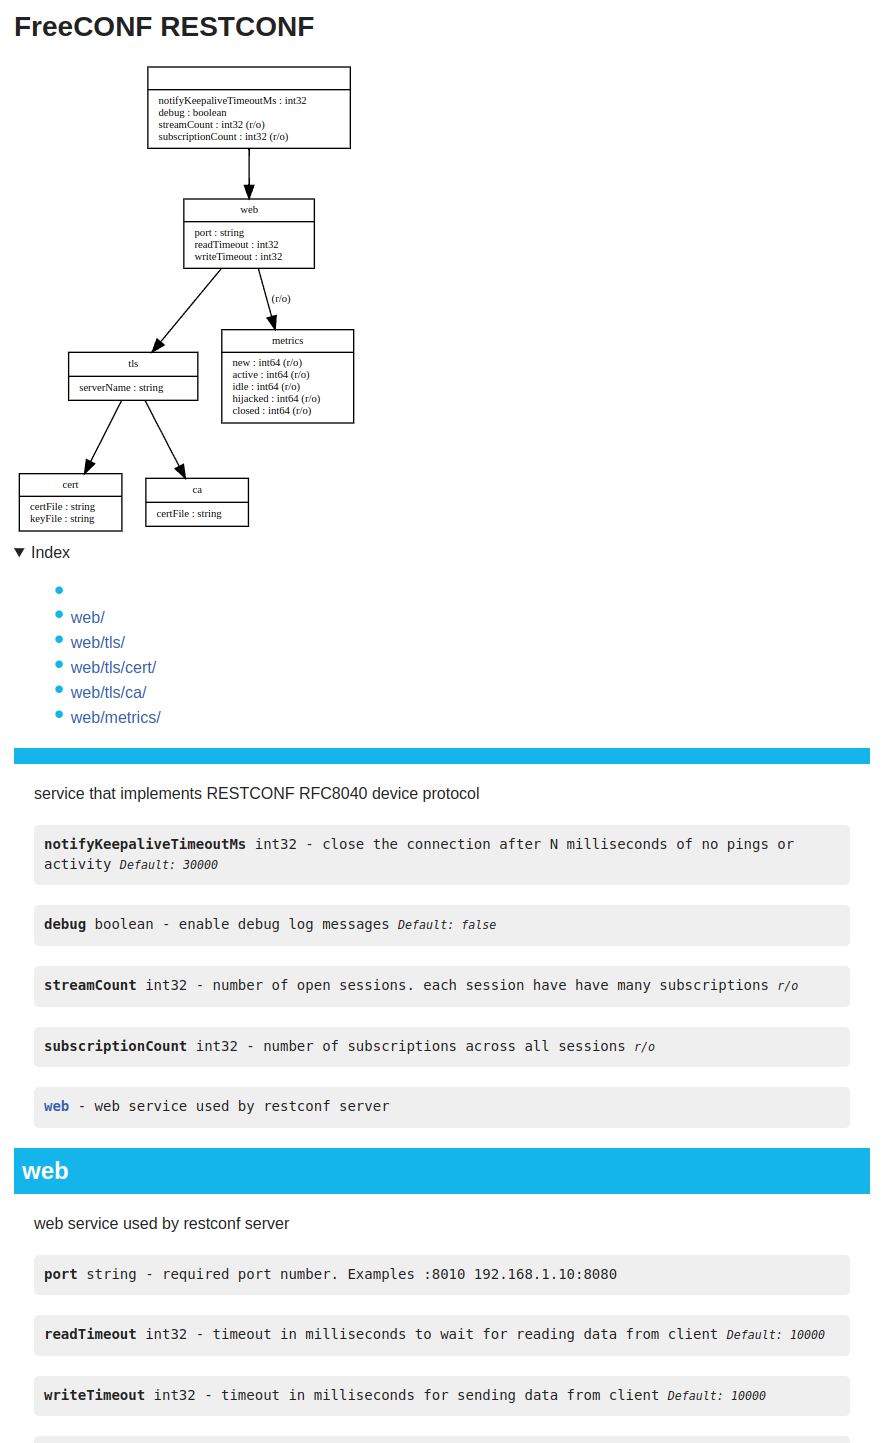 FreeCONF RESTCONF
notifyKeepaliveTimeoutMs : int32
debug : boolean
streamCount : int32 (r/o)
subscriptionCount : int32 (r/o)
web
port : string
readTimeout : int32
writeTimeout : int32
(r/o)
metrics
new : int64 (r/o)
active : int64 (r/o)
idle : int64 (r/o)
hijacked : int64 (r/o)
closed : int64 (r/o)
tls
serverName : string
cert
certFile : string
keyFile : string
ca
certFile : string
Index
web/
web/tls/
web/tls/cert/
web/tls/ca/
web/metrics/
service that implements RESTCONF RFC8040 device protocol
notifyKeepaliveTimeoutMs int32 - close the connection after N milliseconds of no pings or
activity Default: 30000
debug boolean - enable debug log messages Default: false
streamCount int32 - number of open sessions. each session have have many subscriptions r/o
subscriptionCount int32 - number of subscriptions across all sessions r/o
web - web service used by restconf server
web
web service used by restconf server
port string - required port number. Examples :8010 192.168.1.10:8080
readTimeout int32 - timeout in milliseconds to wait for reading data from client Default: 10000
writeTimeout int32 - timeout in milliseconds for sending data from client Default: 10000